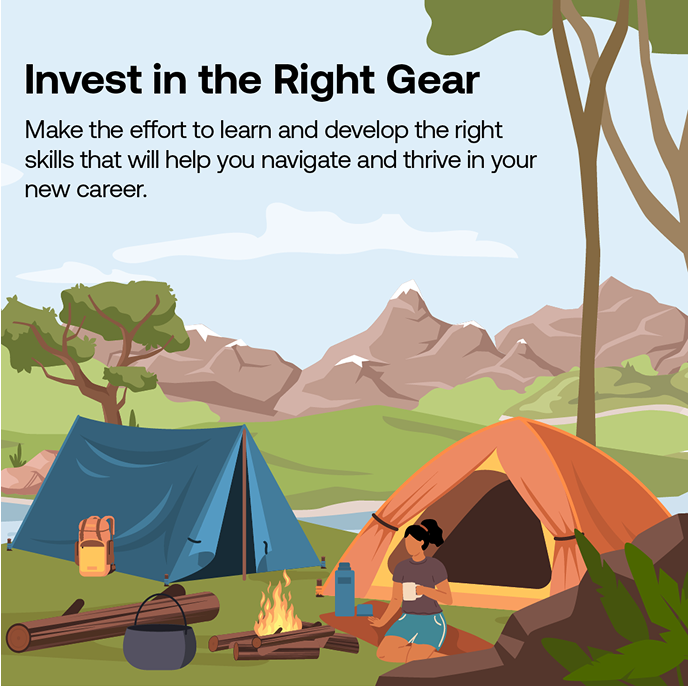 Invest in the Right Gear
Make the effort to learn and develop the right
skills that will help you navigate and thrive in your
new career.